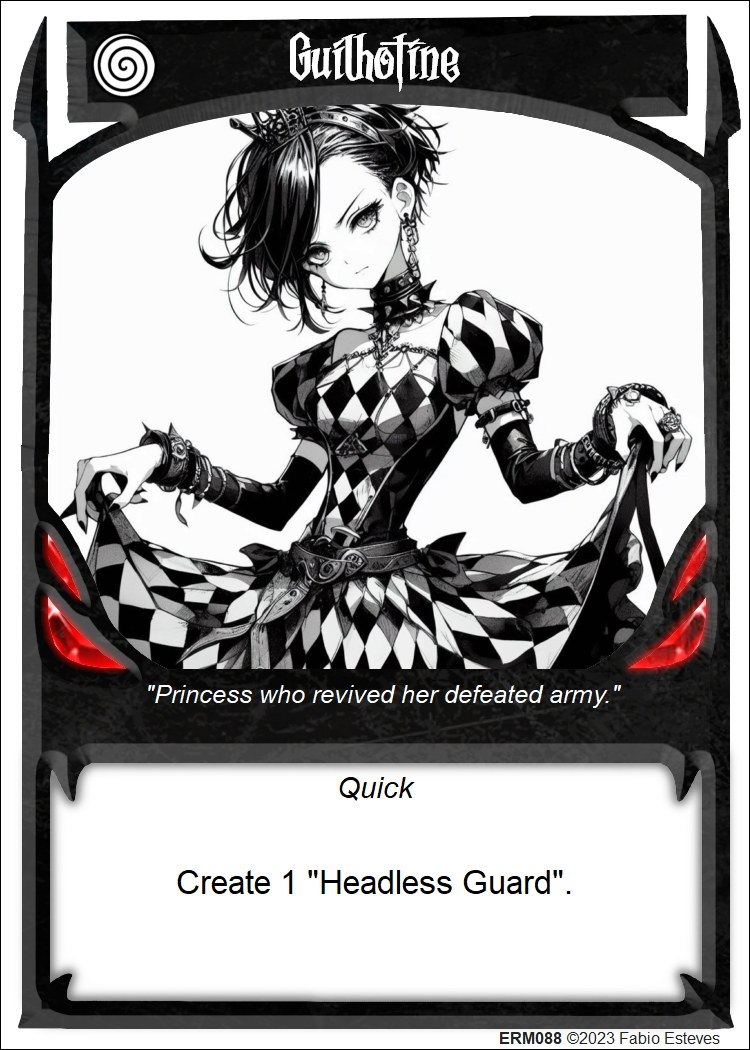 Guilhotine
"Princess who revived her defeated army."
Quick
Create 1 "Headless Guard".
ERM088 ©2023 Fabio Esteves